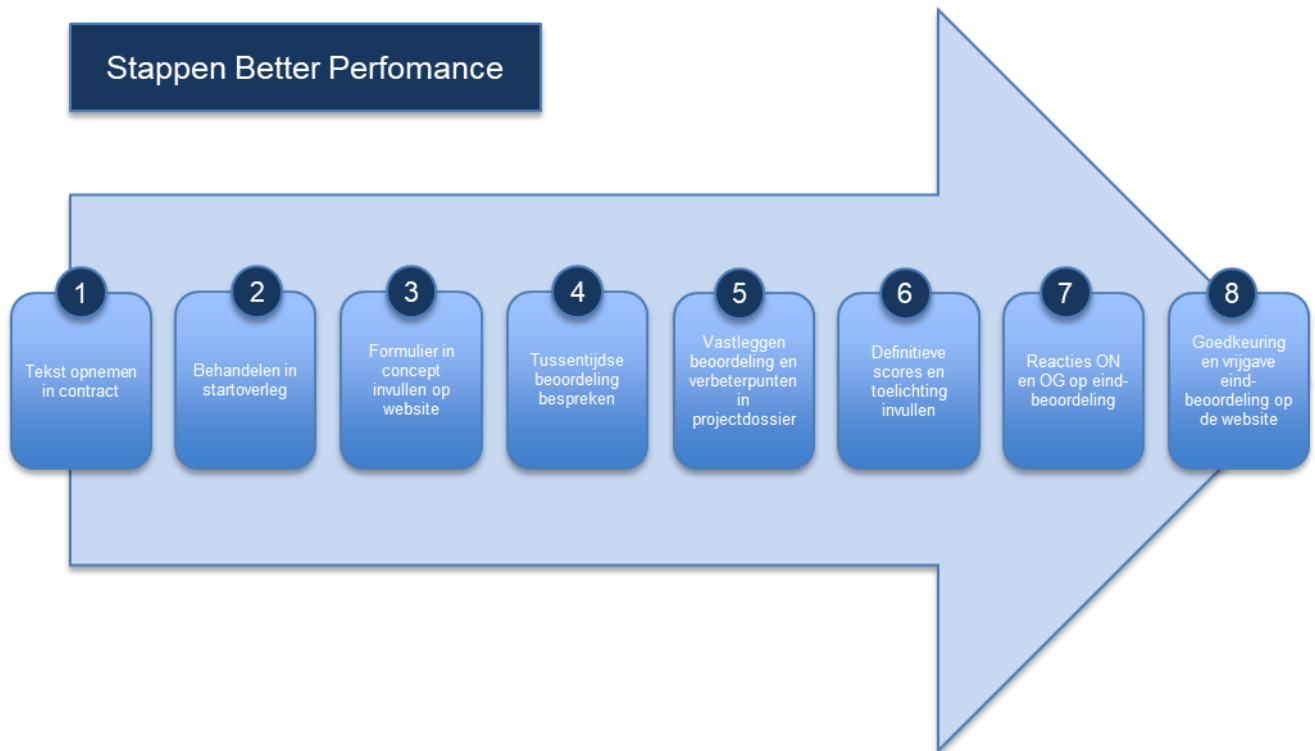 Stappen Better Perfomance
1
Tekst opnemen
in contract
2
Behandelen in
startoverleg
3
Formulier in
concept
invullen op
website
4
Tussentijdse
beoordeling
bespreken
5
Vastleggen
beoordeling en
verbeterpunten
in
projectdossier
6
Definitieve
scores en
toelichting
invullen
7
Reacties ON
en OG op eind-
beoordeling
8
Goedkeuring
en vrijgave
eind-
beoordeling op
de website